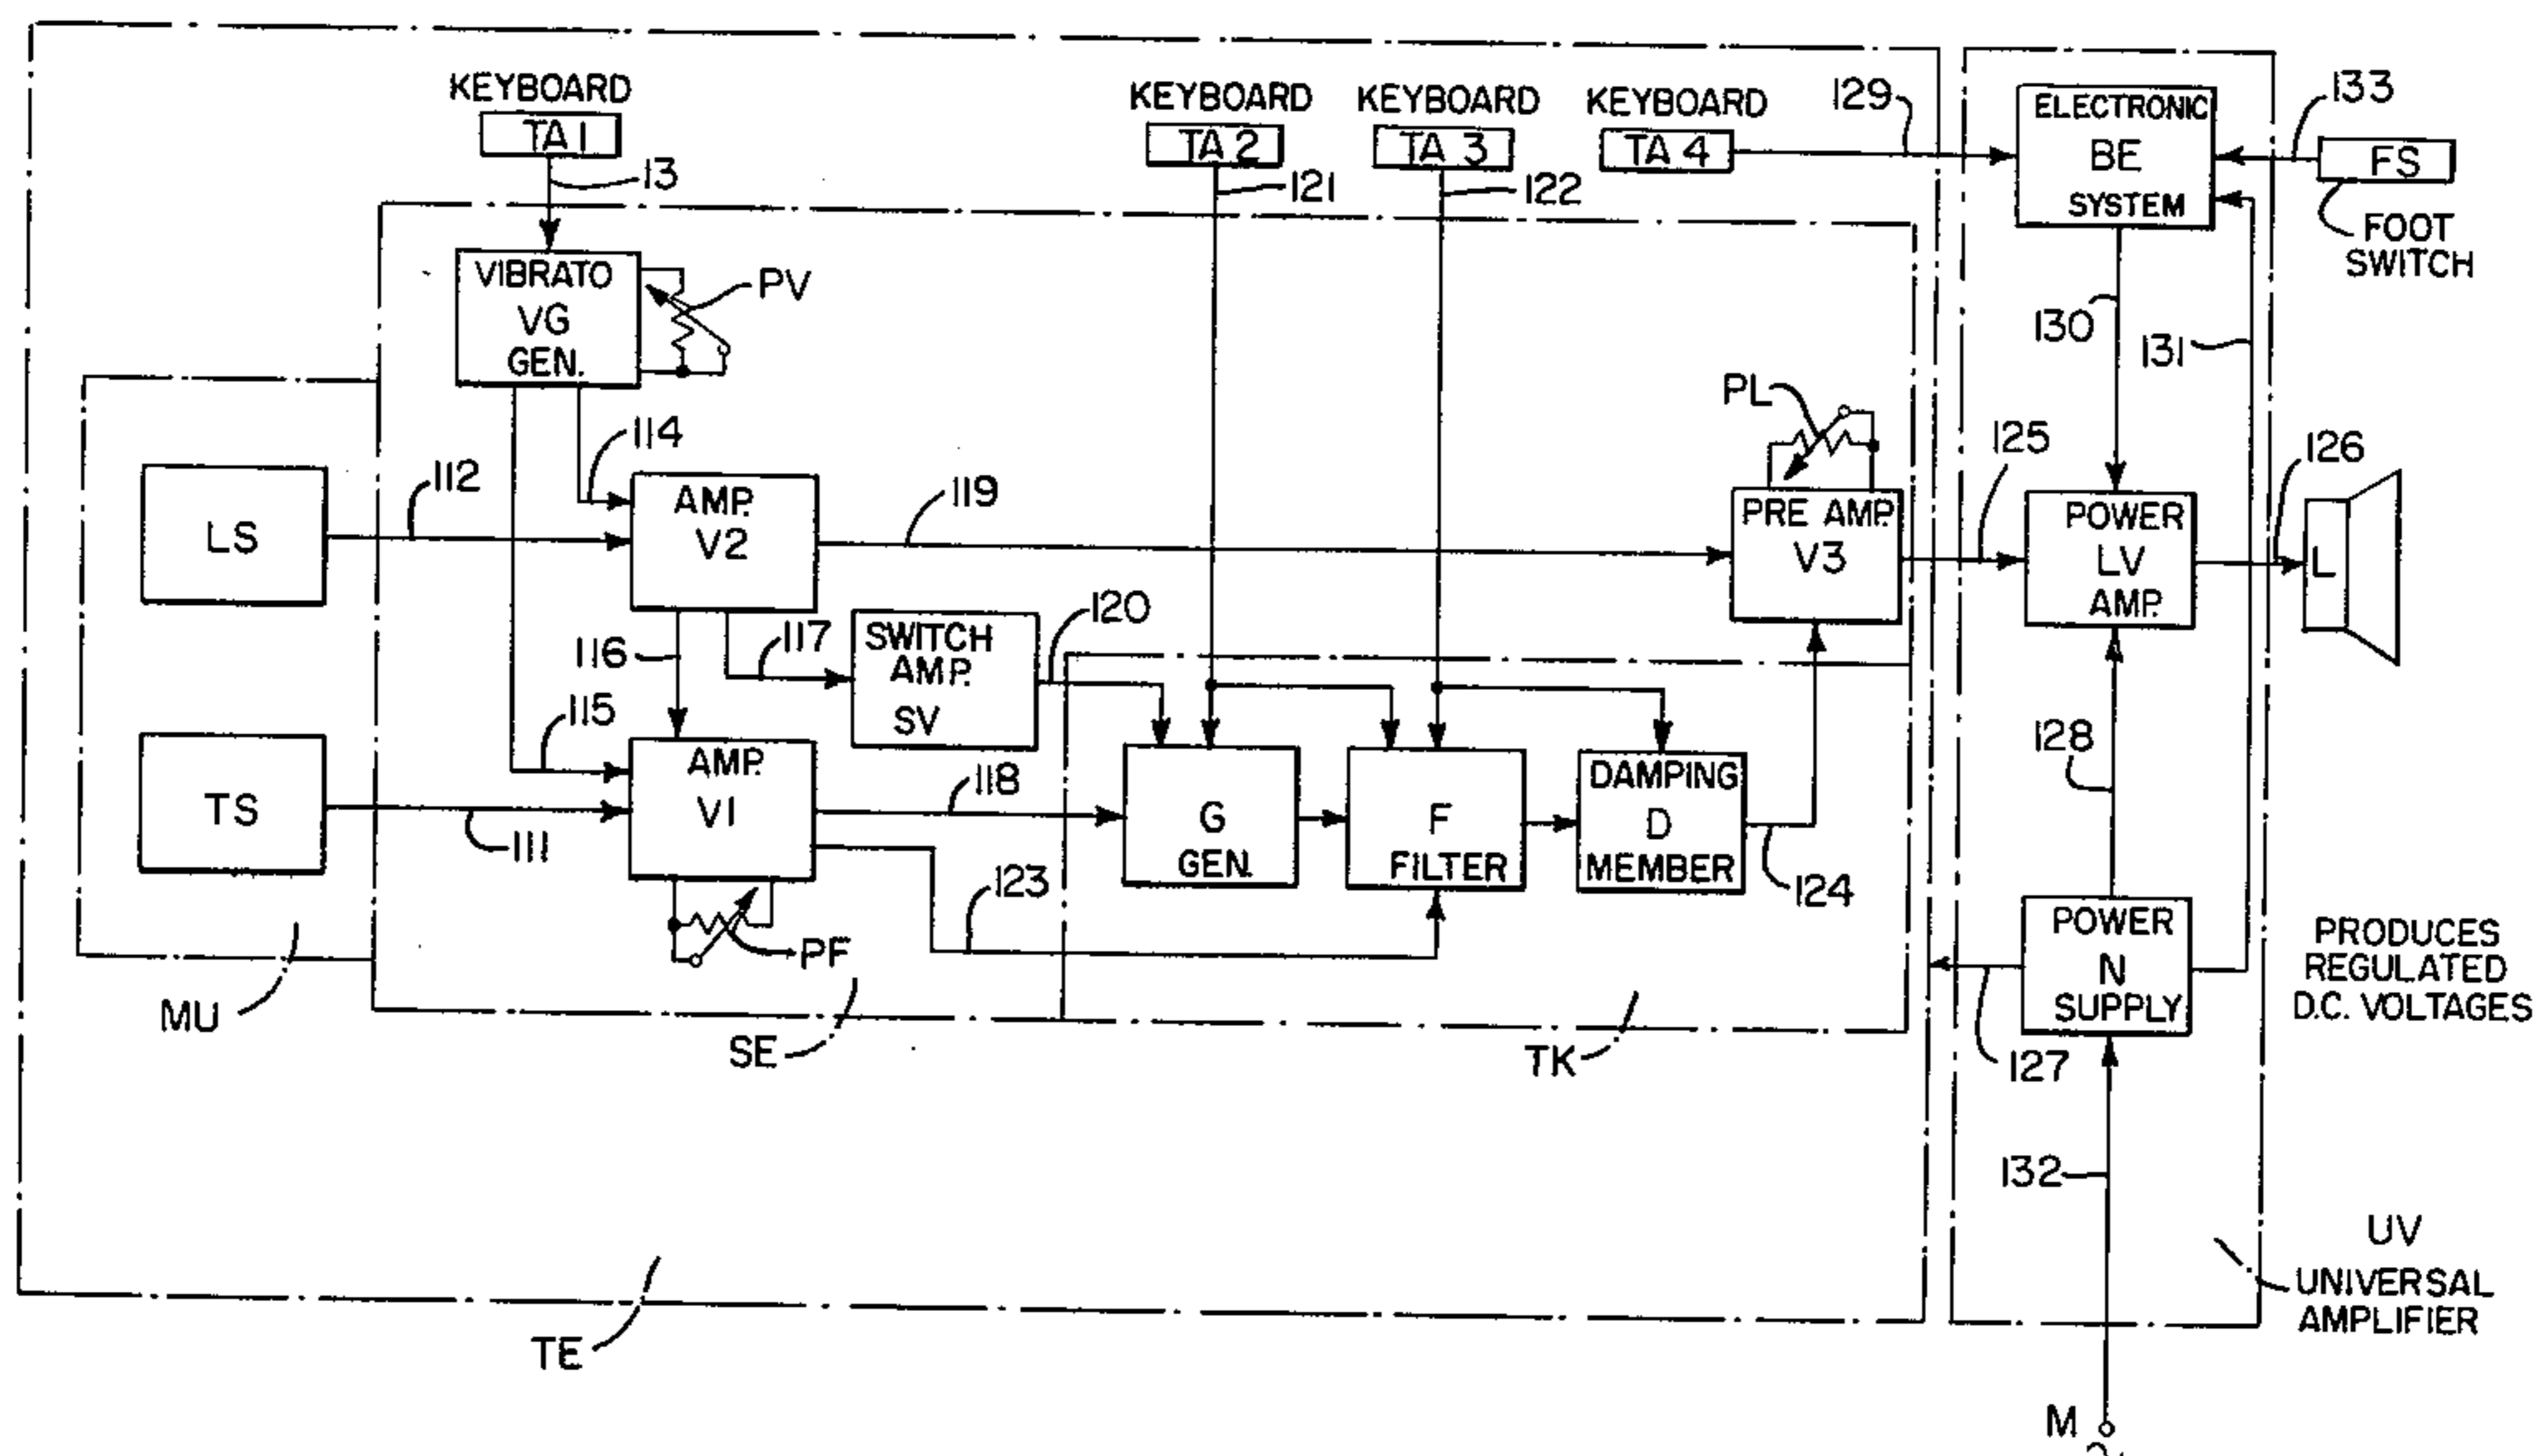 KEYBOARD
TA 1
13
KEYBOARD
TA 2
121
KEYBOARD
TA 3
122
KEYBOARD
TA 4
129
ELECTRONIC
BE
SYSTEM
133
FS
FOOT
SWITCH
VIBRATO
VG
GEN.
PV
130
131
PL
114
112
LS
AMP.
V2
119
PRE AMP.
V3
125
POWER
LV
AMP.
126
L
116
117
SWITCH
AMP.
SV
120
115
TS
111
AMP.
V1
118
G
GEN.
F
FILTER
DAMPING
D
MEMBER
124
128
123
PF
POWER
N
SUPPLY
127
PRODUCES
REGULATED
D.C. VOLTAGES
MU
SE
TK
132
UV
UNIVERSAL
AMPLIFIER
TE
M